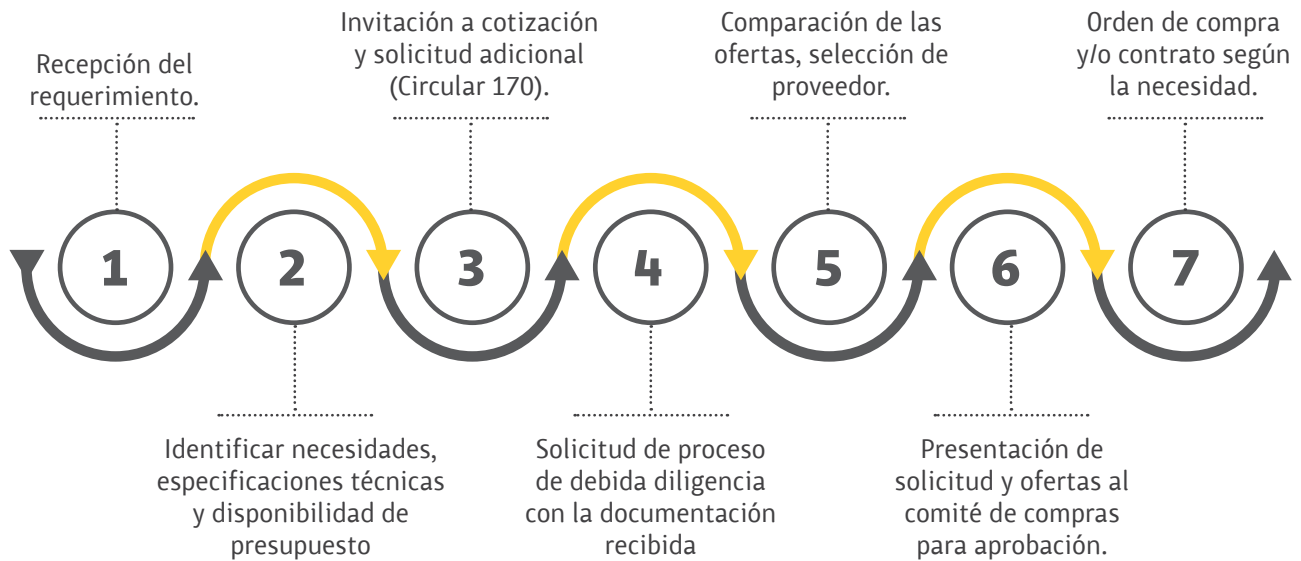 Recepción del
requerimiento.
1
2
Identificar necesidades,
especificaciones técnicas
y disponibilidad de
presupuesto
Invitación a cotización
y solicitud adicional
(Circular 170).
3
4
Solicitud de proceso
de debida diligencia
con la documentación
recibida
Comparación de las
ofertas, selección de
proveedor.
5
6
Presentación de
solicitud y ofertas al
comité de compras
para aprobación.
Orden de compra
y/o contrato según
la necesidad.
7